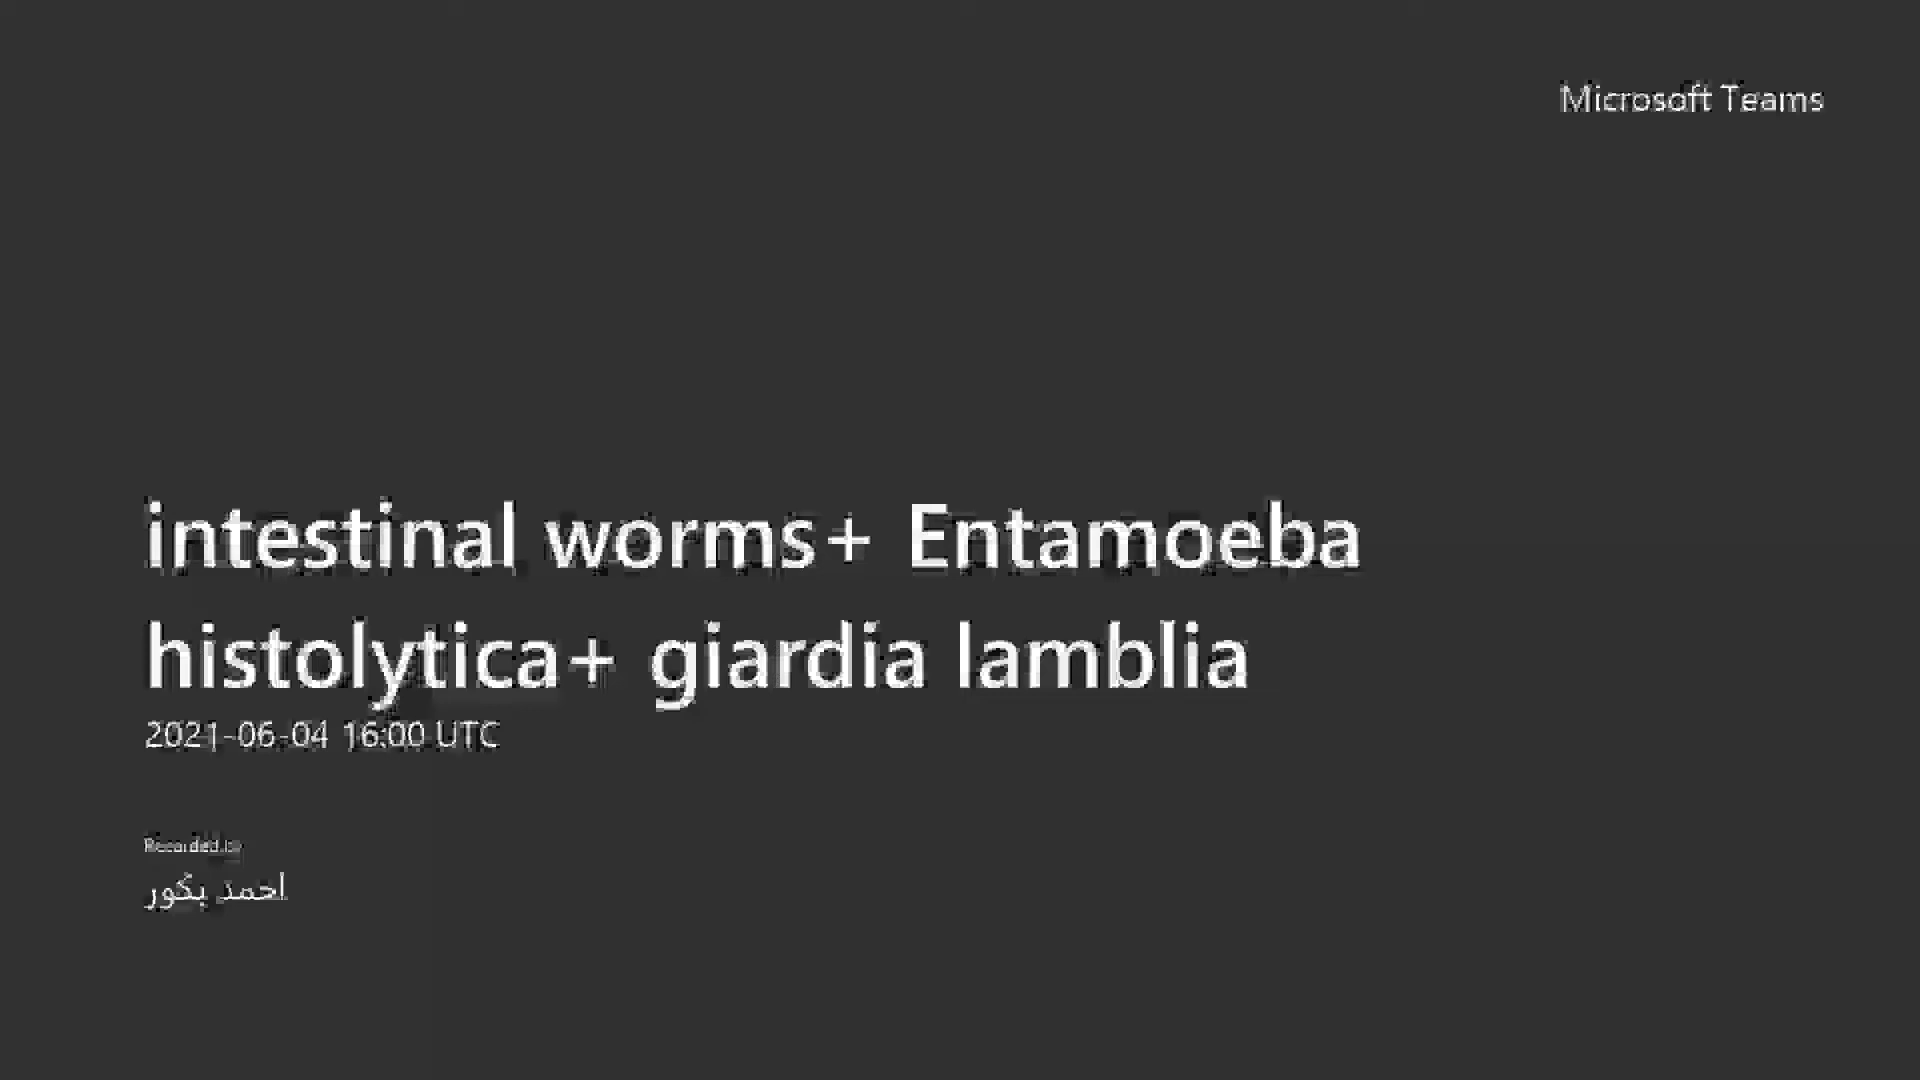 Microsoft Teams
intestinal worms+ Entamoeba
histolytica+ giardia lamblia
2021-06-04 16:00 UTC
Recorded by
احمد بكور